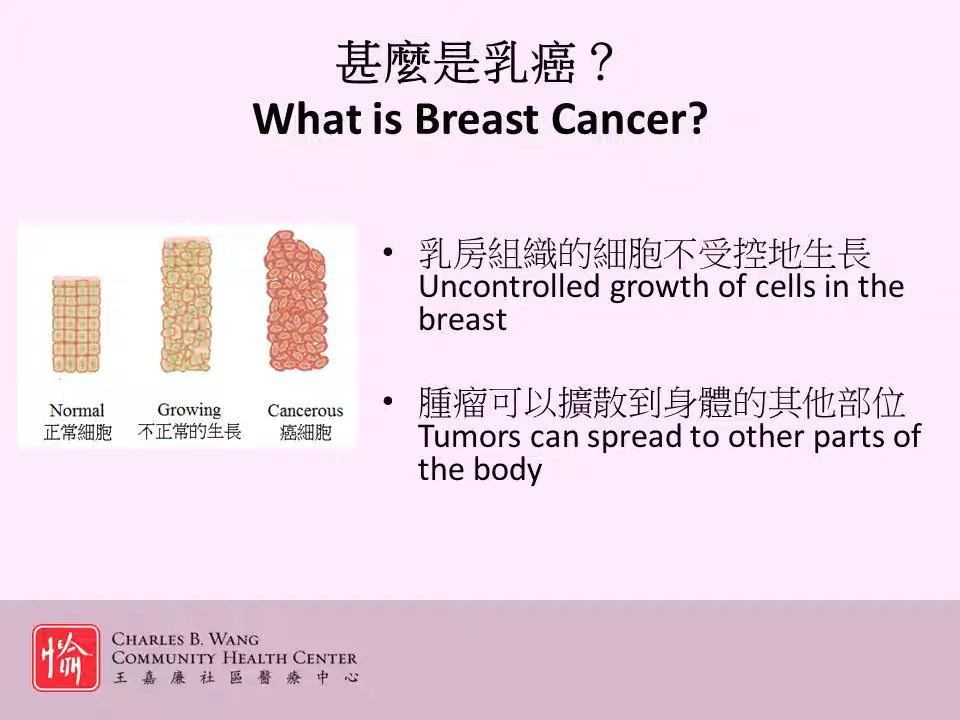 甚麼是乳癌？
What is Breast Cancer?
• 乳房組織的細胞不受控地生長
Uncontrolled growth of cells in the
breast
• 腫瘤可以擴散到身體的其他部位
Tumors can spread to other parts of
the body
Normal
正常細胞
Growing
不正常的生長
Cancerous
癌細胞
CHARLES B. WANG
COMMUNITY HEALTH CENTER
王嘉廉社區醫療中心